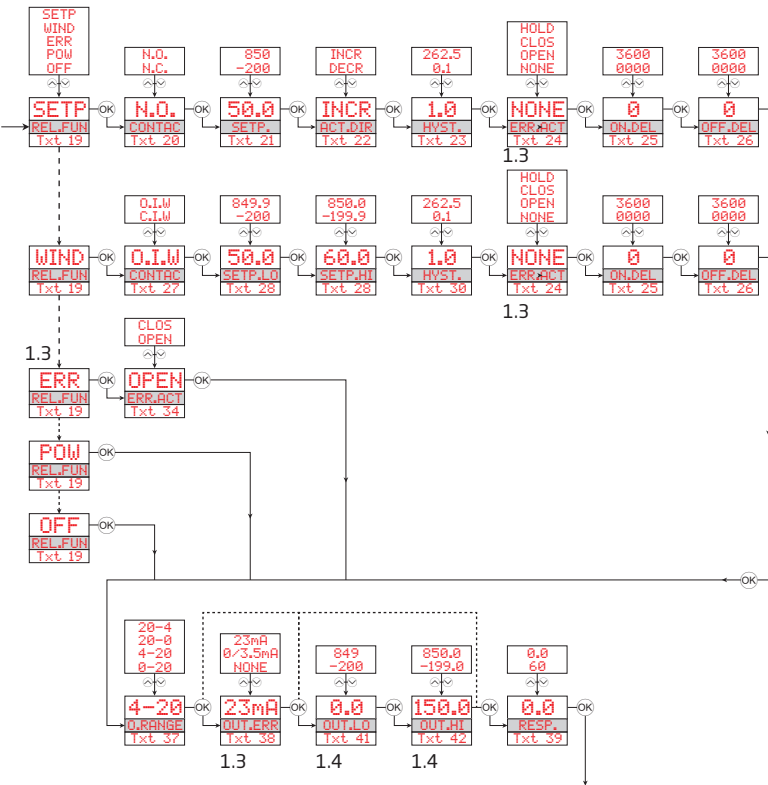 SETP
WIND
ERR
POW
OFF
N.O.
N.C.
850
-200
INCR
DECR
262.5
0.1
HOLD
CLOS
OPEN
NONE
3600
0000
3600
0000
SETP
REL.FUN
Txt 19
OK
N.O.
CONTAC
Txt 20
OK
50.0
SETP.
Txt 21
OK
INCR
ACT.DIR
Txt 22
OK
1.0
HYST.
Txt 23
OK
NONE
ERR.ACT
Txt 24
1.3
OK
0
ON.DEL
Txt 25
OK
0
OFF.DEL
Txt 26
O.I.W
C.I.W
849.9
-200
850.0
-199.9
262.5
0.1
HOLD
CLOS
OPEN
NONE
3600
0000
3600
0000
WIND
REL.FUN
Txt 19
OK
O.I.W
CONTAC
Txt 27
OK
50.0
SETP.LO
Txt 28
OK
60.0
SETP.HI
Txt 28
OK
1.0
HYST.
Txt 30
OK
NONE
ERR.ACT
Txt 24
1.3
OK
0
ON.DEL
Txt 25
OK
0
OFF.DEL
Txt 26
CLOS
OPEN
1.3
ERR
REL.FUN
Txt 19
OK
OPEN
ERR.ACT
Txt 34
OK
POW
REL.FUN
Txt 19
OK
OFF
REL.FUN
Txt 19
OK
OK
20-4
20-0
4-20
0-20
23mA
0/3.5mA
NONE
849
-200
850.0
-199.0
0.0
60
4-20
O.RANGE
Txt 37
OK
23mA
OUT.ERR
Txt 38
1.3
OK
0.0
OUT.LO
Txt 41
1.4
OK
150.0
OUT.HI
Txt 42
1.4
OK
0.0
RESP.
Txt 39
OK